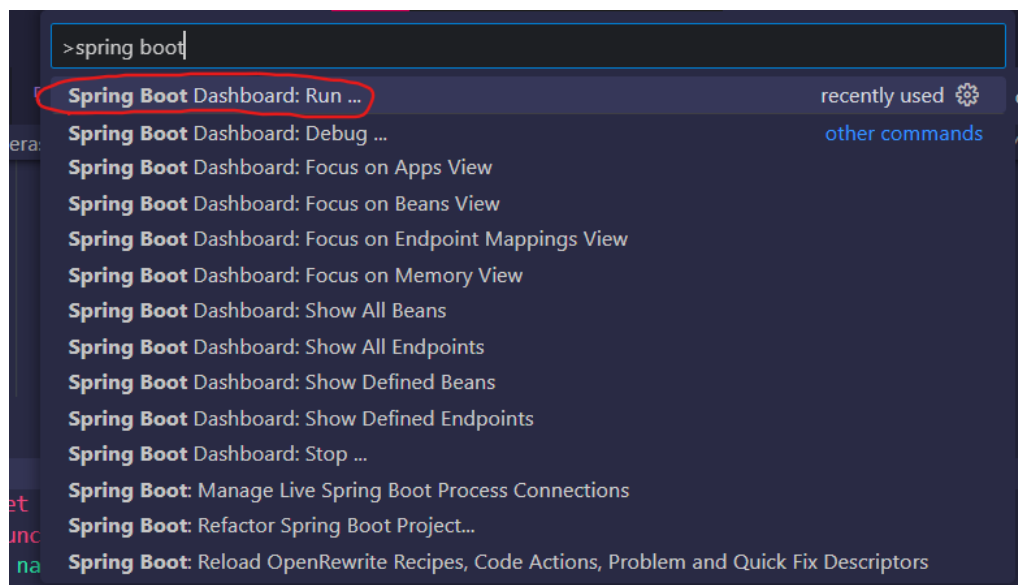 >spring boot
Spring Boot Dashboard: Run ... recently used
Spring Boot Dashboard: Debug ... other commands
Spring Boot Dashboard: Focus on Apps View
Spring Boot Dashboard: Focus on Beans View
Spring Boot Dashboard: Focus on Endpoint Mappings View
Spring Boot Dashboard: Focus on Memory View
Spring Boot Dashboard: Show All Beans
Spring Boot Dashboard: Show All Endpoints
Spring Boot Dashboard: Show Defined Beans
Spring Boot Dashboard: Show Defined Endpoints
Spring Boot Dashboard: Stop ...
Spring Boot: Manage Live Spring Boot Process Connections
Spring Boot: Refactor Spring Boot Project...
Spring Boot: Reload OpenRewrite Recipes, Code Actions, Problem and Quick Fix Descriptors